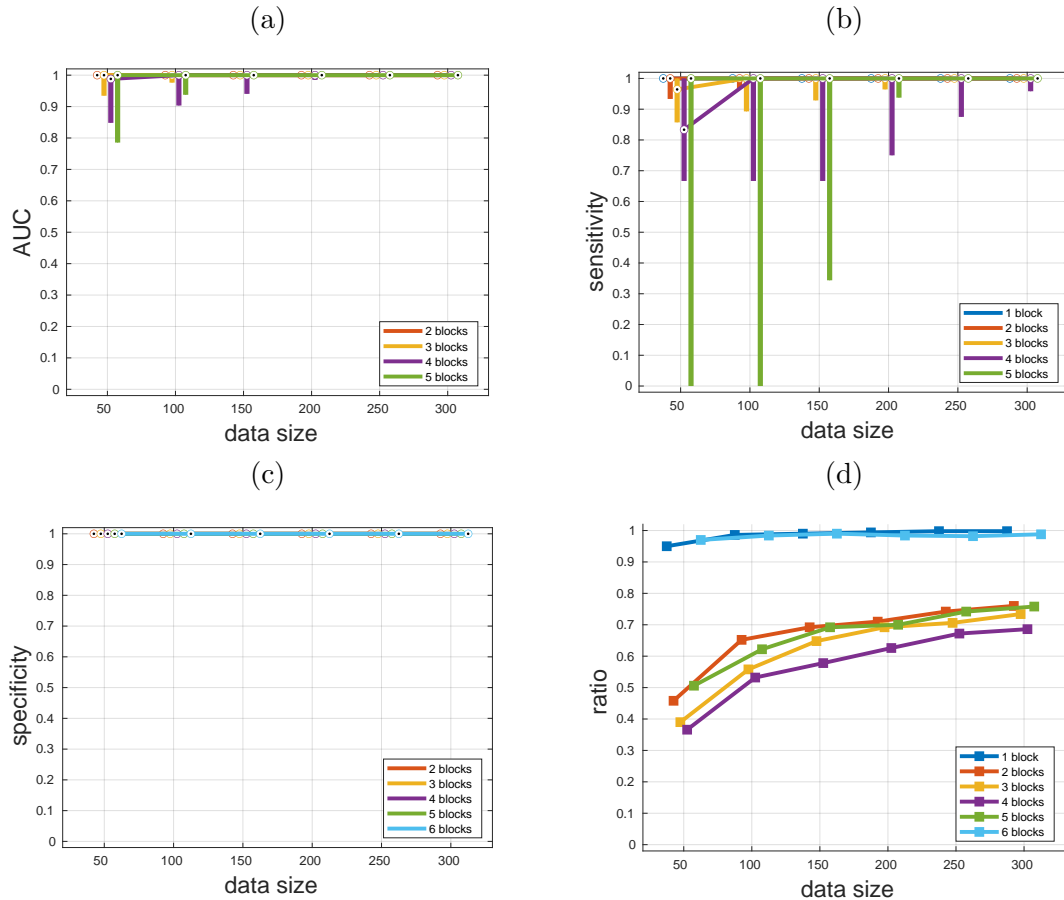 (a)
AUC
1
0.9
0.8
0.7
0.6
0.5
0.4
0.3
0.2
0.1
0
50 100 150 200 250 300
data size
2 blocks
3 blocks
4 blocks
5 blocks
(b)
sensitivity
1
0.9
0.8
0.7
0.6
0.5
0.4
0.3
0.2
0.1
0
50 100 150 200 250 300
data size
1 block
2 blocks
3 blocks
4 blocks
5 blocks
(c)
specificity
1
0.9
0.8
0.7
0.6
0.5
0.4
0.3
0.2
0.1
0
50 100 150 200 250 300
data size
2 blocks
3 blocks
4 blocks
5 blocks
6 blocks
(d)
ratio
1
0.9
0.8
0.7
0.6
0.5
0.4
0.3
0.2
0.1
0
50 100 150 200 250 300
data size
1 block
2 blocks
3 blocks
4 blocks
5 blocks
6 blocks